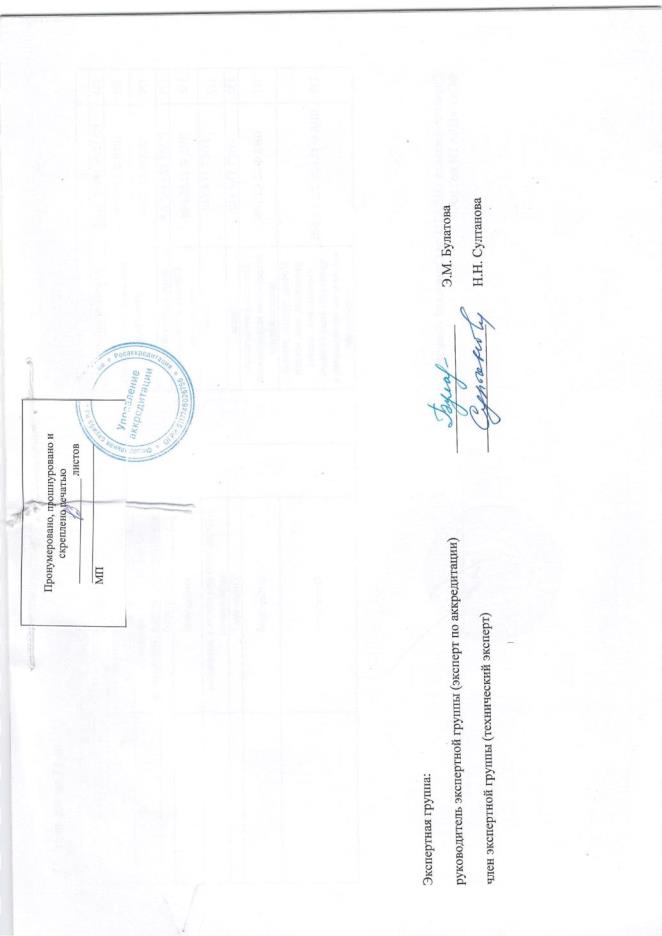 Пронумеровано, прошнуровано и
скреплено печатью
листов
МП
Росаккредитация
Управление
аккредитации
Экспертная группа:
руководитель экспертной группы (эксперт по аккредитации)
Э.М. Булатова
член экспертной группы (технический эксперт)
Н.Н. Султанова